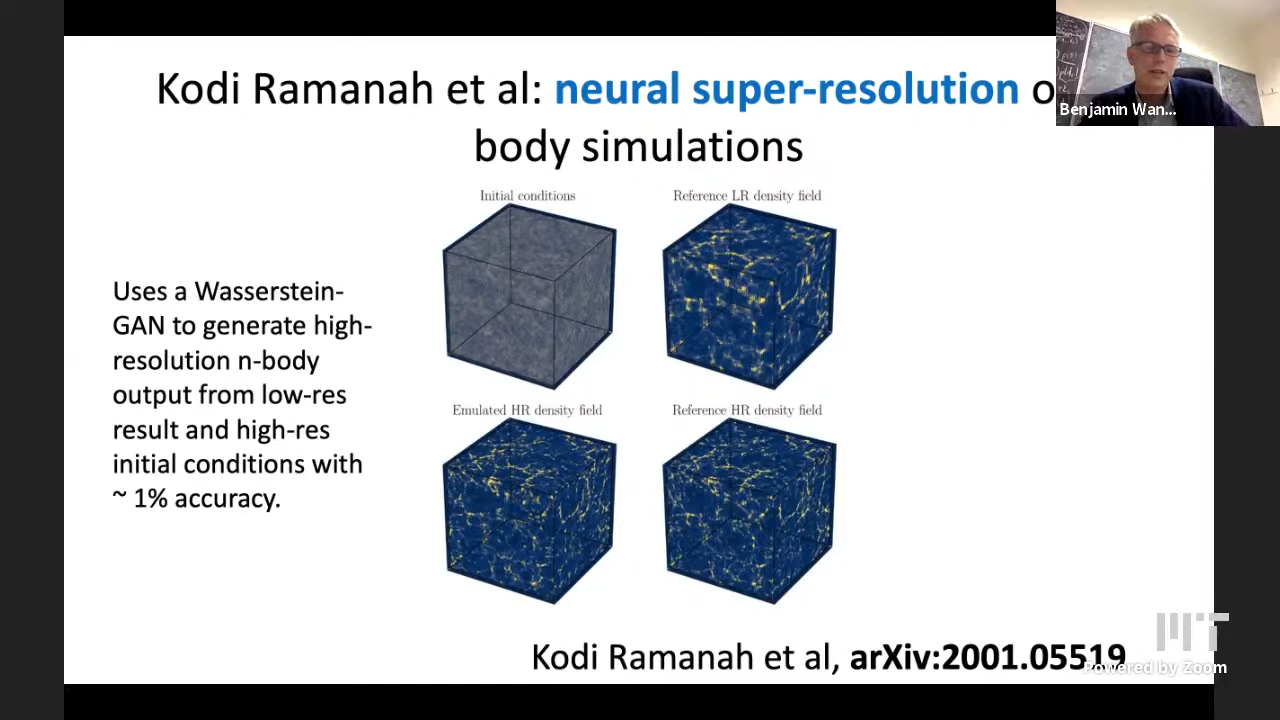 Kodi Ramanah et al: neural super-resolution o
body simulations
Benjamin Wan...
Initial conditions
Reference LR density field
Uses a Wasserstein-
GAN to generate high-
resolution n-body
output from low-res
result and high-res
initial conditions with
~ 1% accuracy.
Emulated HR density field
Reference HR density field
Kodi Ramanah et al, arXiv:2001.05519
MIT
Powered by Zoom